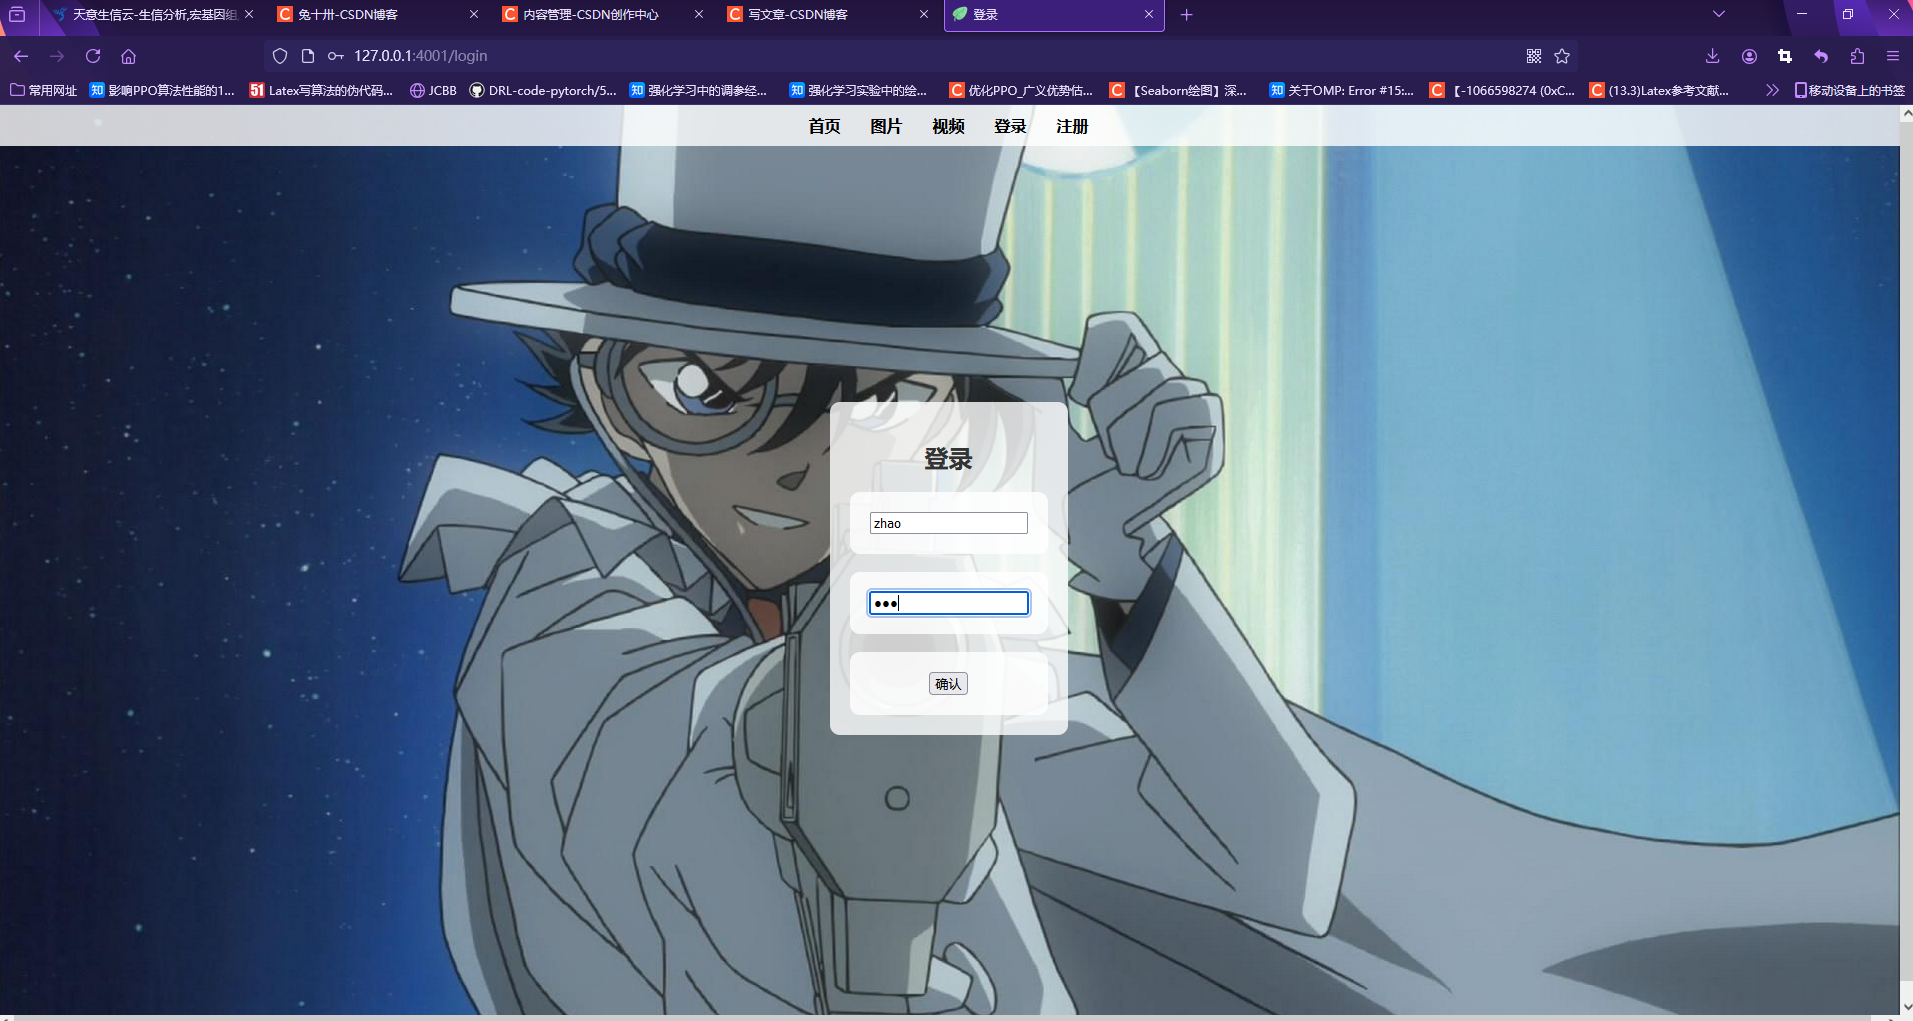 天意生信云-生信分析,宏基因组
兔十卅-CSDN博客
内容管理-CSDN创作中心
写文章-CSDN博客
登录
127.0.0.1:4001/login
常用网址
影响PPO算法性能的1...
Latex写算法的伪代码...
JCBB
DRL-code-pytorch/5...
强化学习中的调参经...
强化学习实验中的绘...
优化PPO_广义优势估...
【Seaborn绘图】深...
关于OMP: Error #15:...
【-1066598274 (0xC...
(13.3)Latex参考文献...
移动设备上的书签
首页 图片 视频 登录 注册
登录
zhao
确认